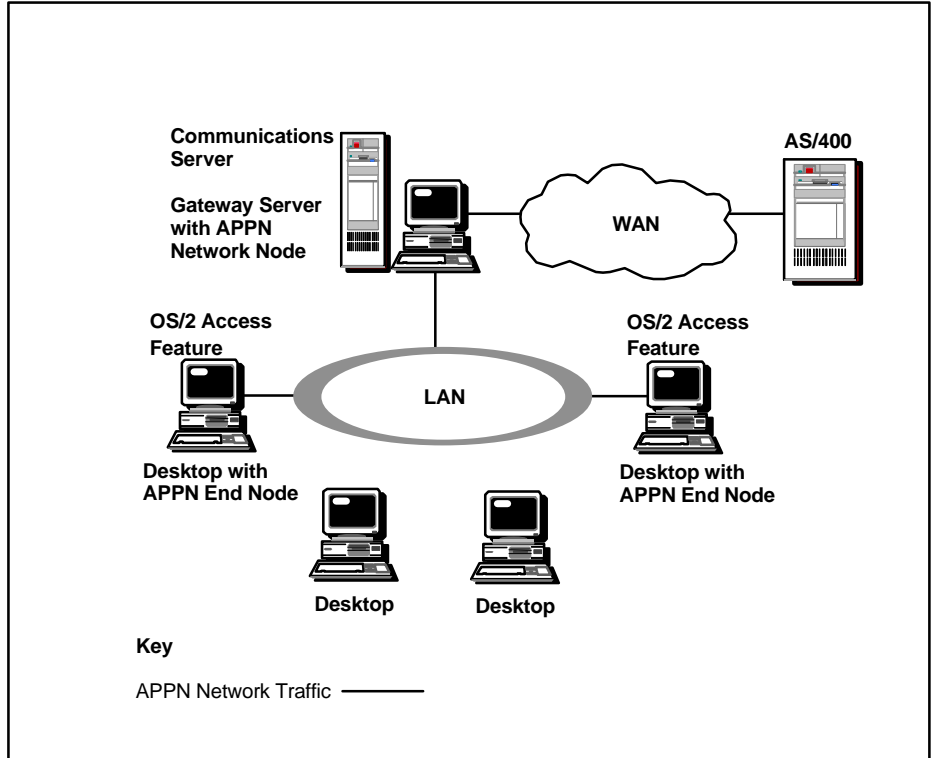 Communications
Server
Gateway Server
with APPN
Network Node
AS/400
WAN
OS/2 Access
Feature
OS/2 Access
Feature
LAN
Desktop with
APPN End Node
Desktop with
APPN End Node
Desktop
Desktop
Key
APPN Network Traffic